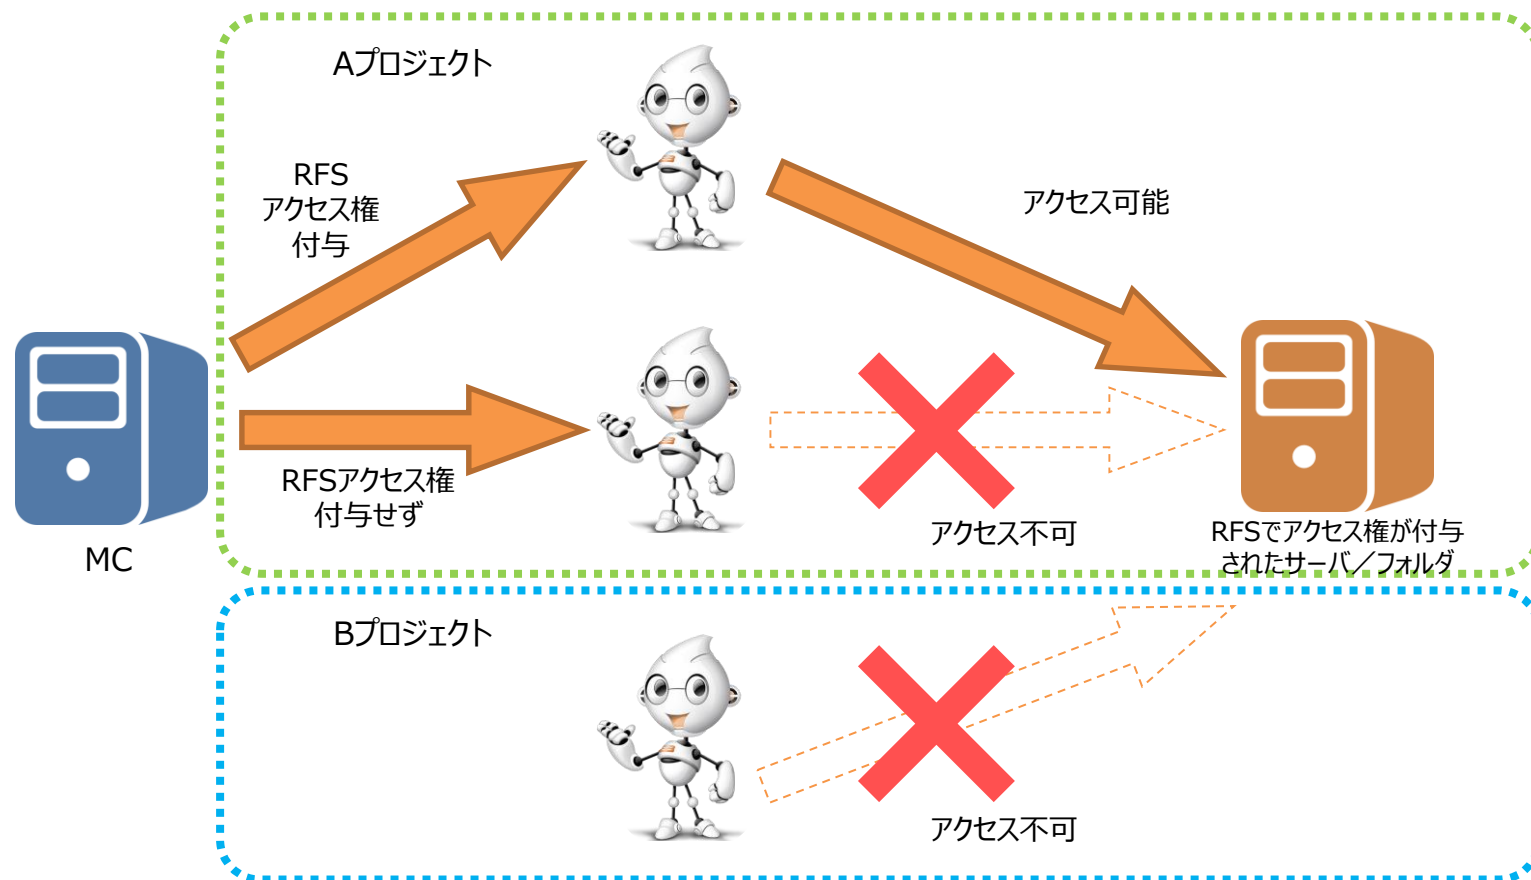 Aプロジェクト
RFS
アクセス権
付与
アクセス可能
RFSアクセス権
付与せず
アクセス不可
MC
RFSでアクセス権が付与
されたサーバ／フォルダ
Bプロジェクト
アクセス不可